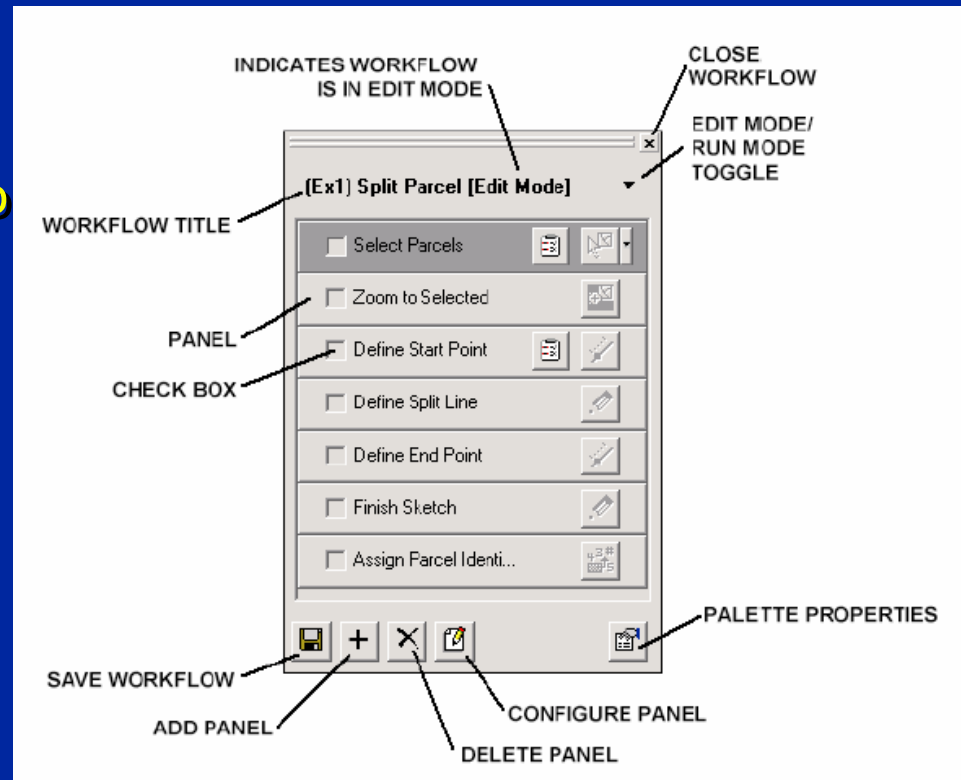 INDICATES WORKFLOW
IS IN EDIT MODE
CLOSE
WORKFLOW
EDIT MODE/
RUN MODE
TOGGLE
(Ex1) Split Parcel [Edit Mode]
WORKFLOW TITLE
Select Parcels
Zoom to Selected
PANEL
Define Start Point
CHECK BOX
Define Split Line
Define End Point
Finish Sketch
Assign Parcel Identi...
PALETTE PROPERTIES
SAVE WORKFLOW
ADD PANEL
CONFIGURE PANEL
DELETE PANEL